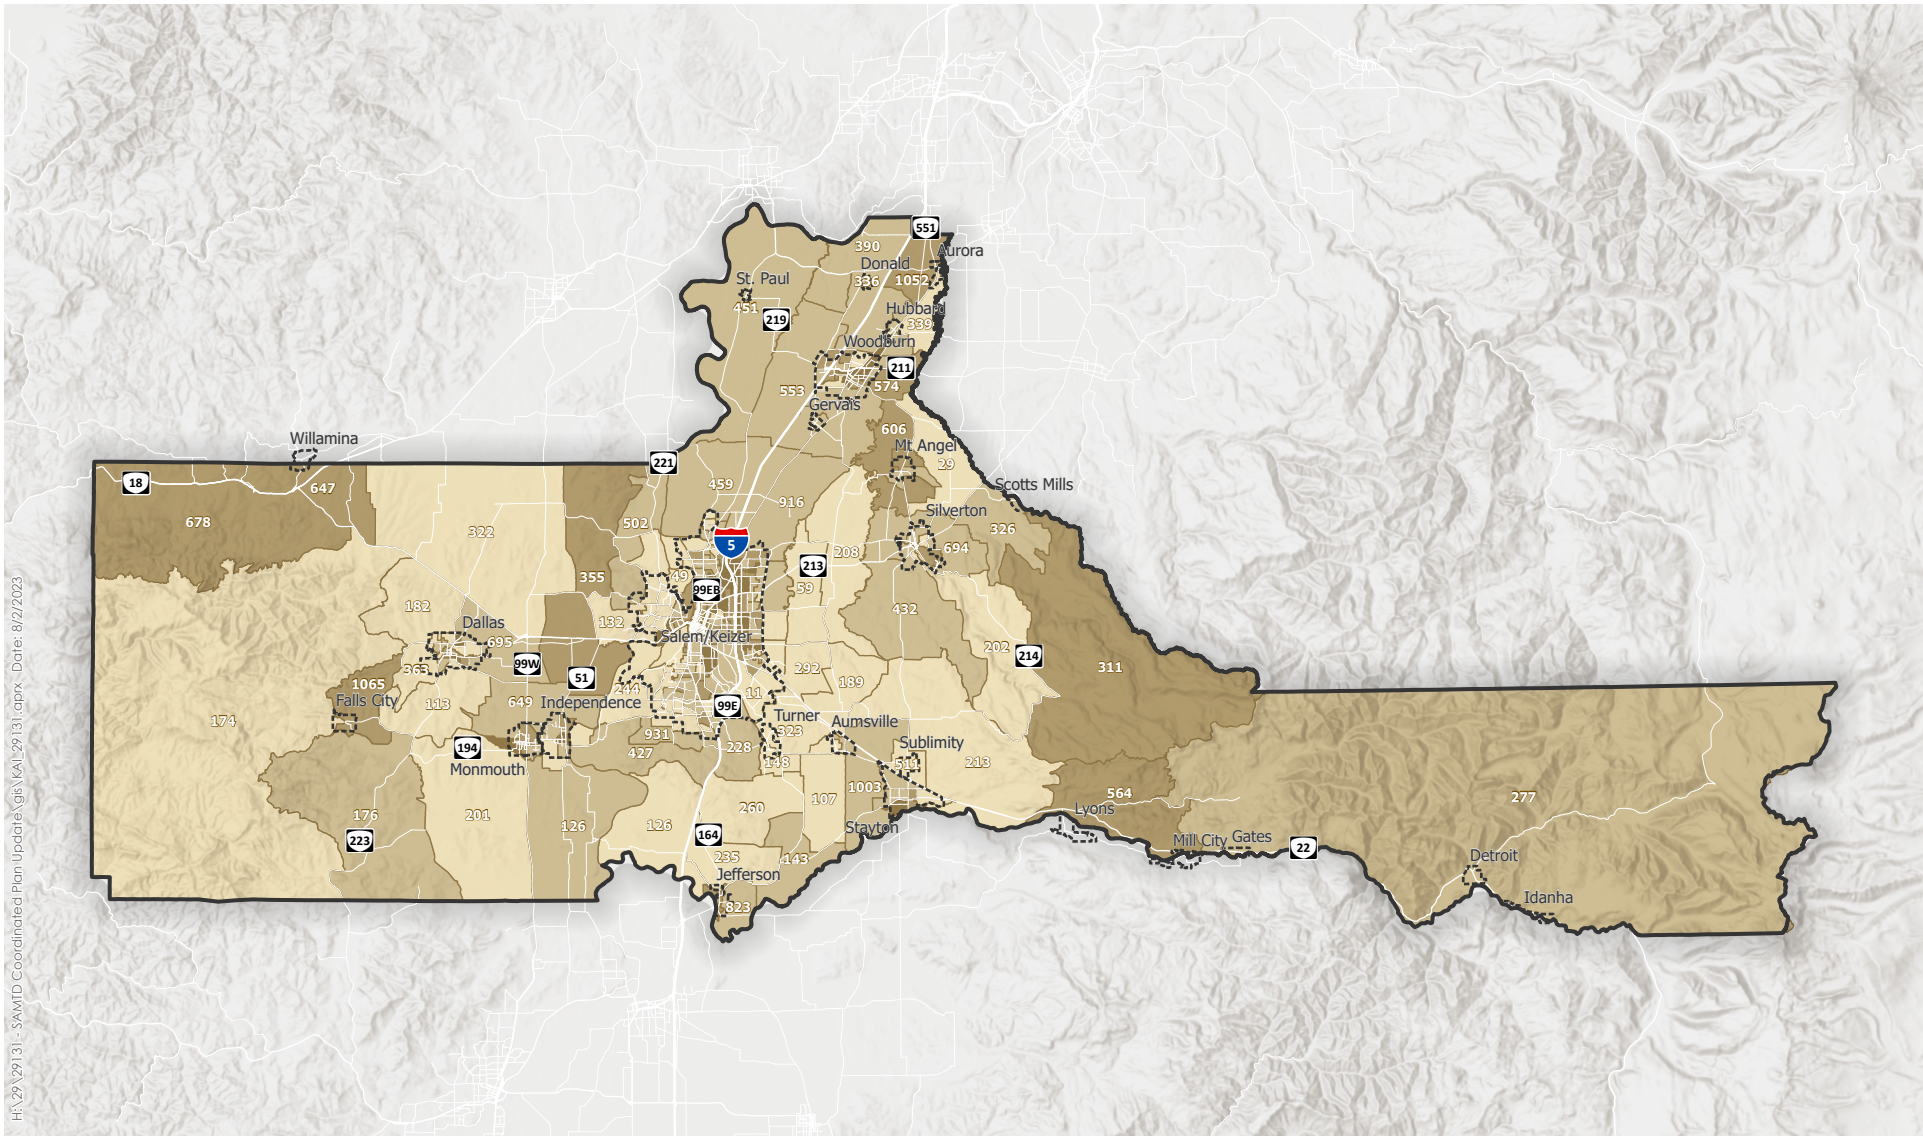 551
Aurora
390
Donald
St. Paul
336
1052
451
Hubbard
219
339
Woodburn
211
574
553
Gervais
606
Willamina
Mt Angel
221
29
18
459
Scotts Mills
647
916
Silverton
678
502
326
322
5
208
694
213
355
49
59
99EB
182
432
132
Dallas
Salem/Keizer
695
202
99W
214
363
292
311
51
1065
189
244
11
Falls City
113
649
Independence
99E
174
Turner
Aumsville
323
931
Sublimity
194
228
427
148
511
213
Monmouth
1003
564
277
107
260
Lyons
176
201
126
126
Stayton
164
223
Mill City
Gates
22
235
143
Detroit
Jefferson
Idanha
823
H:\29\29131 - SAMTD Coordinated Plan Update\gis\KAI_29131.aprx Date: 8/2/2023